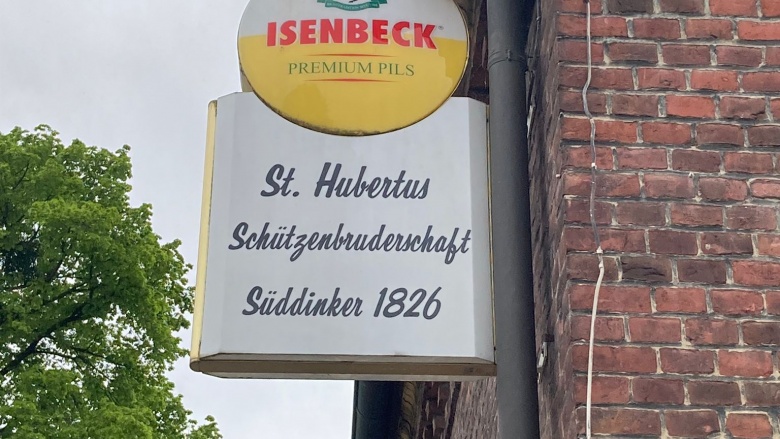 ISENBECK
PREMIUM PILS
St. Hubertus
Schützenbruderschaft
Süddinker 1826